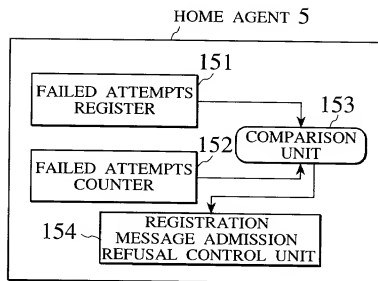 HOME AGENT 5
151
FAILED ATTEMPTS
REGISTER
153
COMPARISON
UNIT
152
FAILED ATTEMPTS
COUNTER
154
REGISTRATION
MESSAGE ADMISSION
REFUSAL CONTROL UNIT